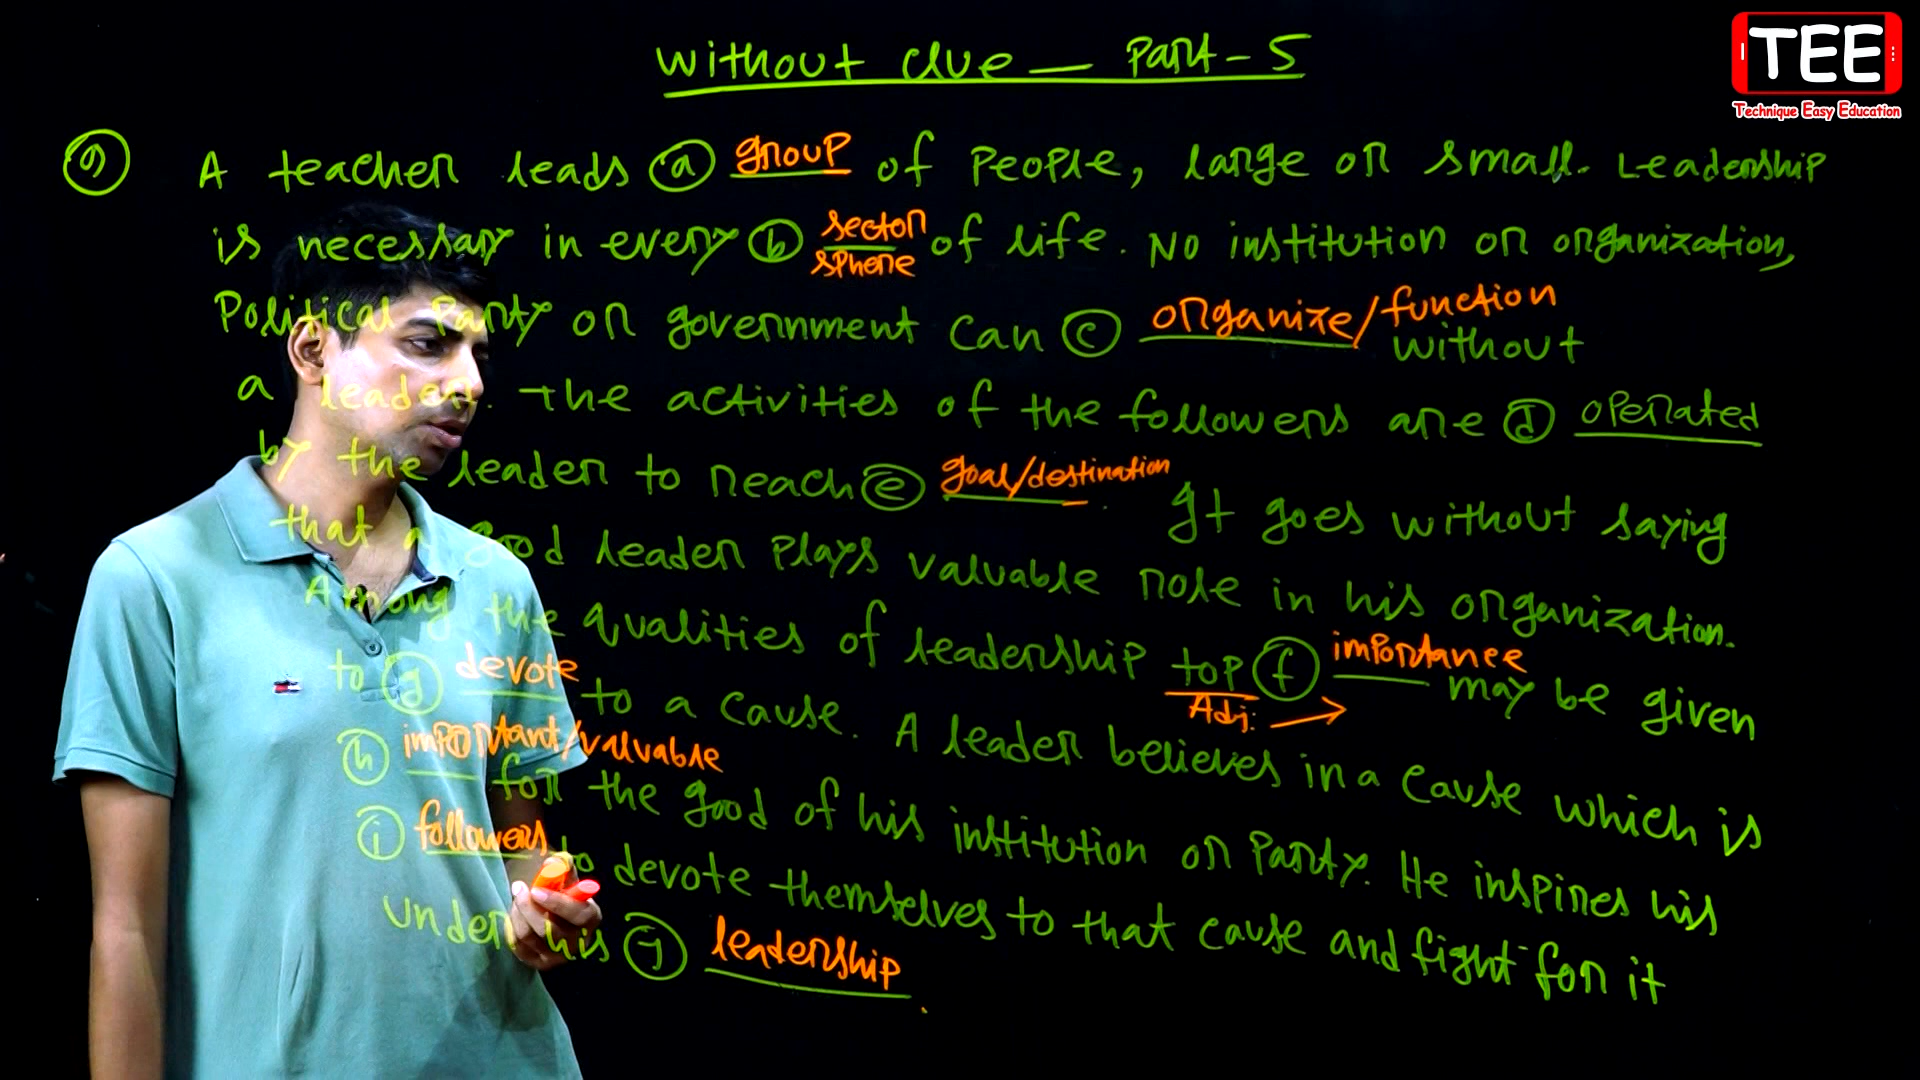 Without clue — Part - 5
TEE
Technique Easy Education
9 A teacher leads (a) group of people, large or small. Leadership
is necessary in every (b) sector of life. No institution or organization,
sphere
Political Party or government can (c) organize/function without
a leader. The activities of the followers are (d) operated
by the leader to reach (e) goal/destination. It goes without saying
that a good leader plays valuable role in his organization.
Among the qualities of leadership top (f) importance may be given
Adj:
to (g) devote to a cause. A leader believes in a cause which is
(h) important/valuable for the good of his institution or party. He inspires his
(i) followers to devote themselves to that cause and fight for it
under his (j) leadership.